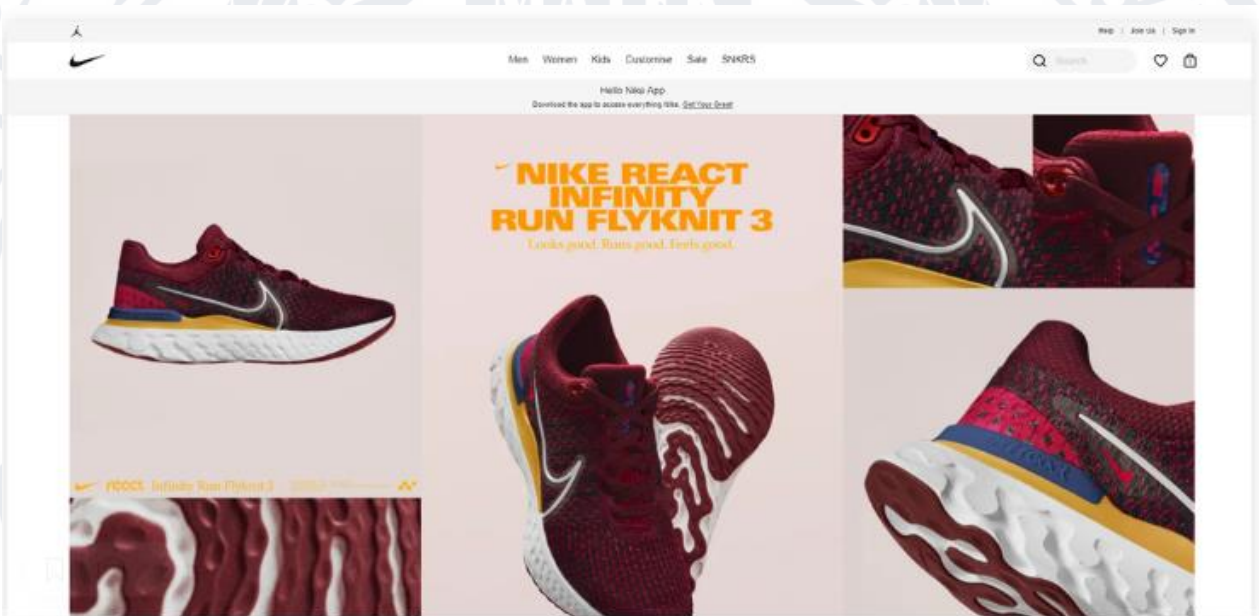 Help | Join Us | Sign In
Men Women Kids Customise Sale SNKRS
Search
Hello Nike App
Download the app to access everything Nike. Get Your Great
NIKE REACT
INFINITY
RUN FLYKNIT 3
Looks good. Runs good. Feels good.
react Infinity Run Flyknit 3